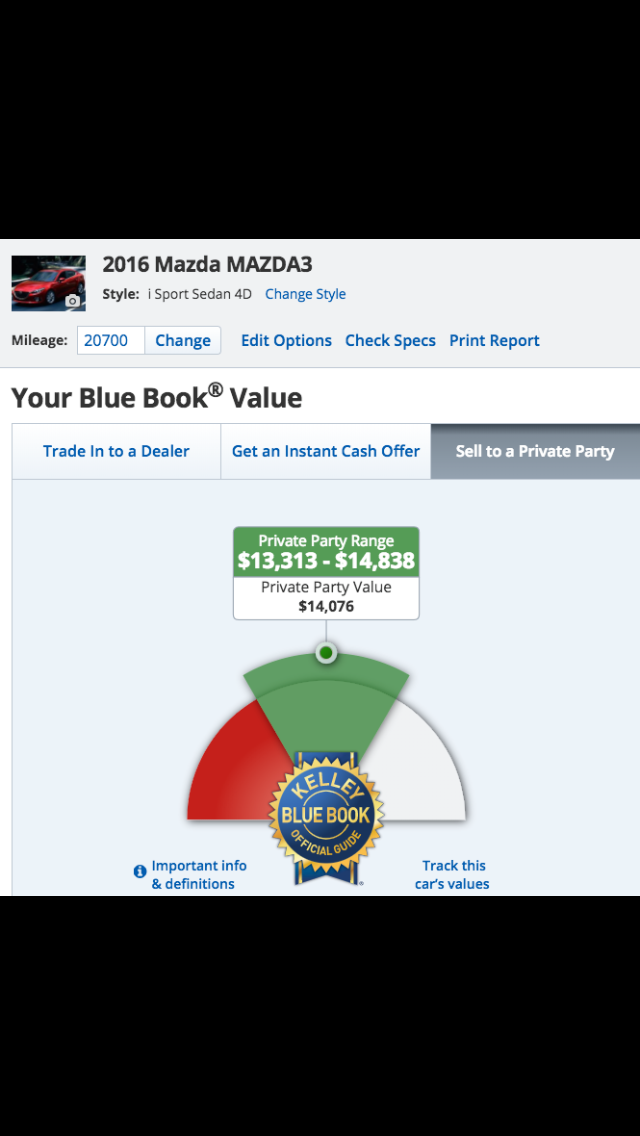 2016 Mazda MAZDA3
Style: i Sport Sedan 4D Change Style
Mileage: 20700 Change Edit Options Check Specs Print Report
Your Blue Book® Value
Trade In to a Dealer Get an Instant Cash Offer Sell to a Private Party
Private Party Range
$13,313 - $14,838
Private Party Value
$14,076
KELLEY
BLUE BOOK
OFFICIAL GUIDE
®
Important info
& definitions
Track this
car's values